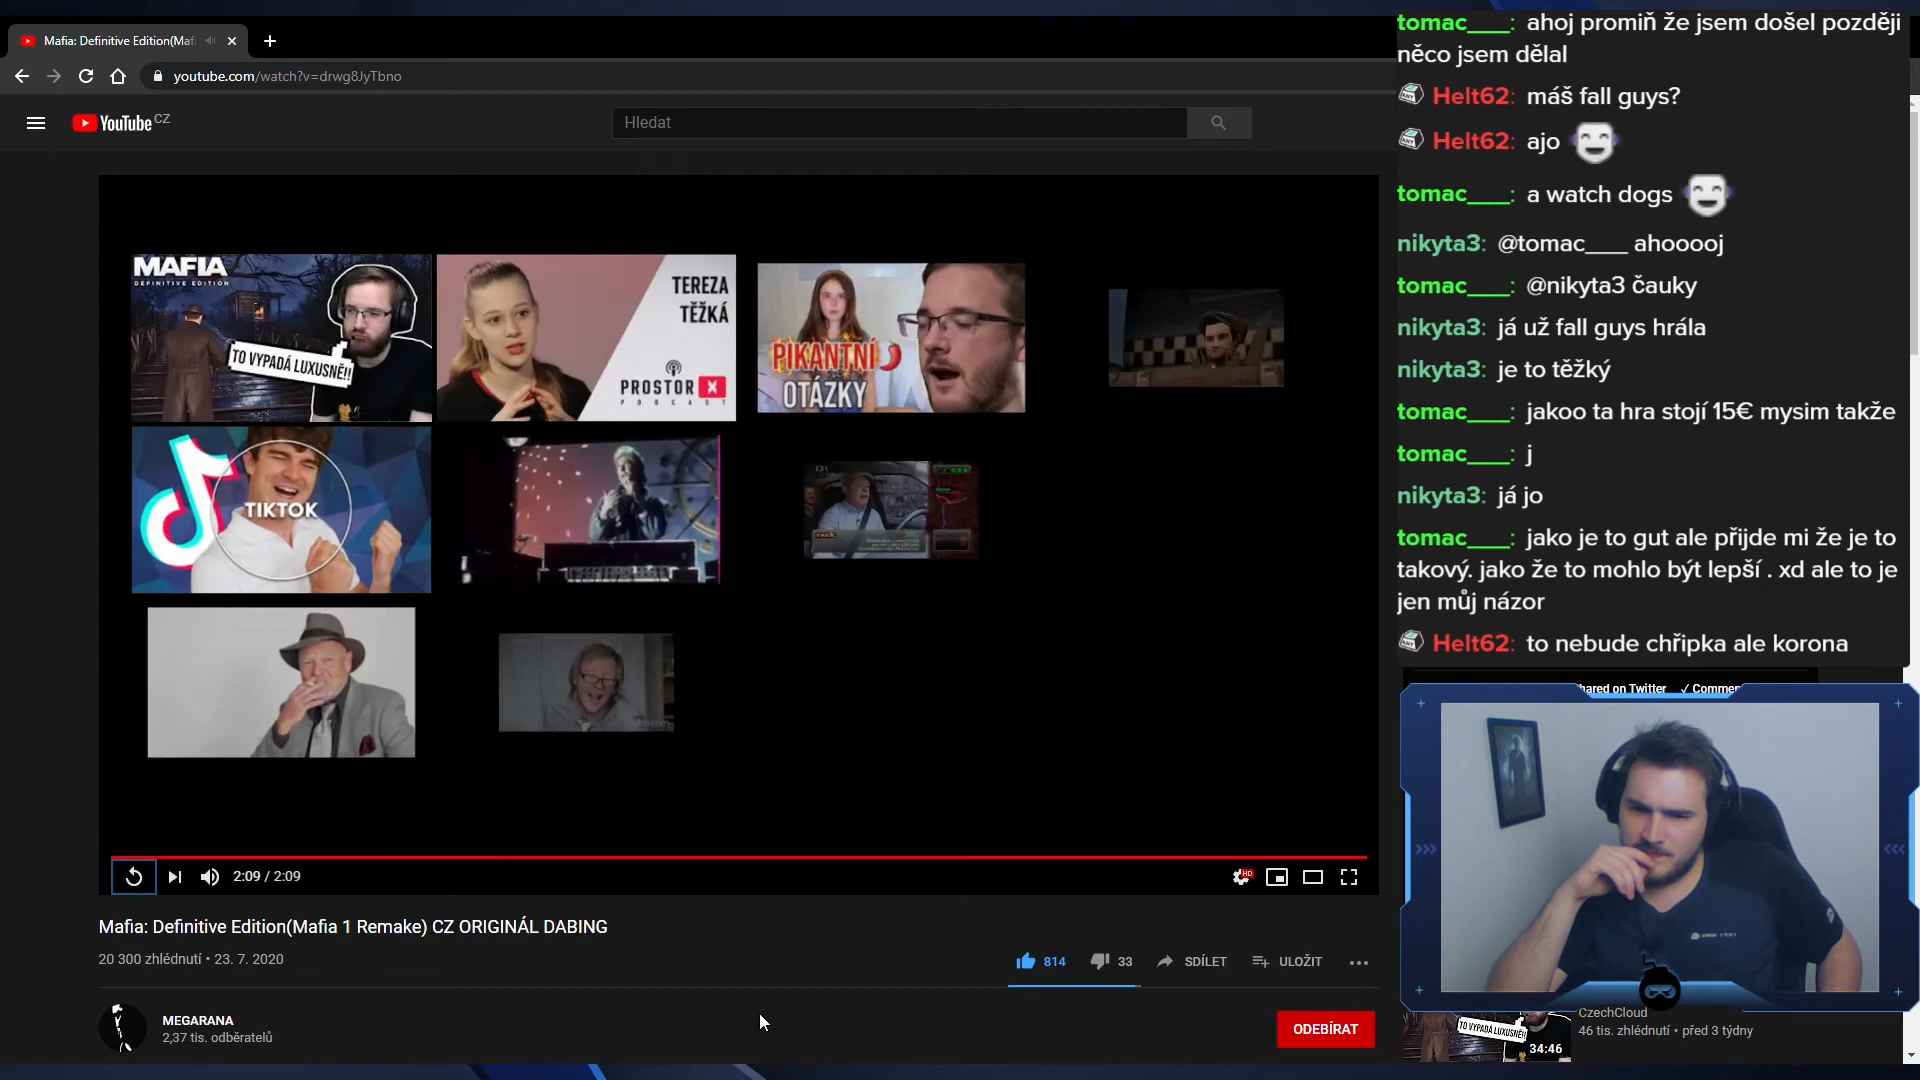 Mafia: Definitive Edition(Maf
youtube.com/watch?v=drwg8JyTbno
YouTube CZ
Hledat
MAFIA
DEFINITIVE EDITION
TO VYPADÁ LUXUSNĚ!!
TEREZA
TĚŽKÁ
PROSTOR X
PODCAST
PIKANTNÍ
OTÁZKY
TIKTOK
2:09 / 2:09
HD
Mafia: Definitive Edition(Mafia 1 Remake) CZ ORIGINÁL DABING
20 300 zhlédnutí • 23. 7. 2020
814
33
SDÍLET
ULOŽIT
MEGARANA
2,37 tis. odběratelů
ODEBÍRAT
tomac___: ahoj promiň že jsem došel později
něco jsem dělal
Helt62: máš fall guys?
Helt62: ajo
tomac___: a watch dogs
nikyta3: @tomac___ ahooooj
tomac___: @nikyta3 čauky
nikyta3: já už fall guys hrála
nikyta3: je to těžký
tomac___: jakoo ta hra stojí 15€ mysim takže
tomac___: j
nikyta3: já jo
tomac___: jako je to gut ale přijde mi že je to
takový. jako že to mohlo být lepší . xd ale to je
jen můj názor
Helt62: to nebude chřipka ale korona
hared on Twitter ✓ Commen
CzechCloud
46 tis. zhlédnutí • před 3 týdny
TO VYPADÁ LUXUSNĚ!!
34:46